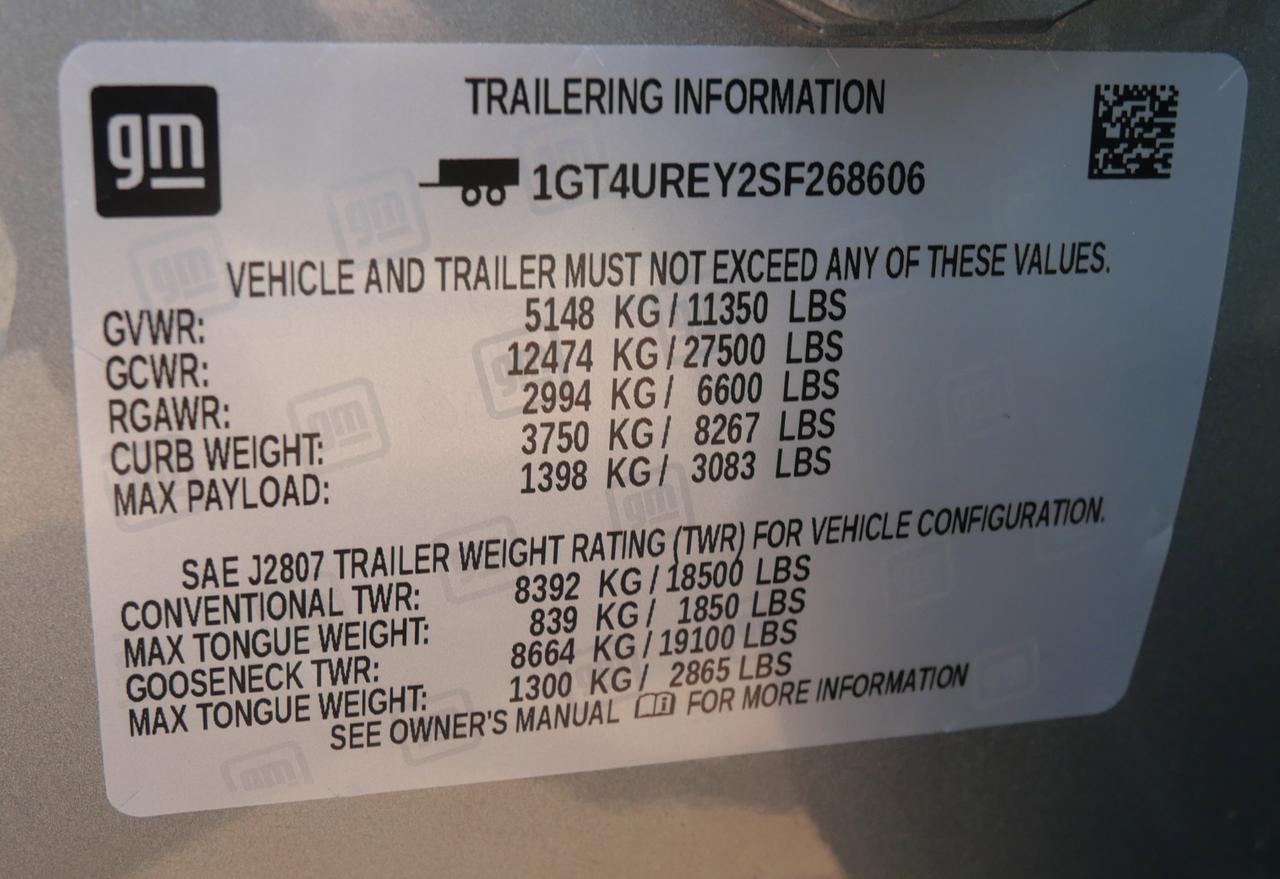 gm
TRAILERING INFORMATION
1GT4UREY2SF268606
VEHICLE AND TRAILER MUST NOT EXCEED ANY OF THESE VALUES.
GVWR: 5148 KG / 11350 LBS
GCWR: 12474 KG / 27500 LBS
RGAWR: 2994 KG / 6600 LBS
CURB WEIGHT: 3750 KG / 8267 LBS
MAX PAYLOAD: 1398 KG / 3083 LBS
SAE J2807 TRAILER WEIGHT RATING (TWR) FOR VEHICLE CONFIGURATION.
CONVENTIONAL TWR: 8392 KG / 18500 LBS
MAX TONGUE WEIGHT: 839 KG / 1850 LBS
GOOSENECK TWR: 8664 KG / 19100 LBS
MAX TONGUE WEIGHT: 1300 KG / 2865 LBS
SEE OWNER'S MANUAL FOR MORE INFORMATION